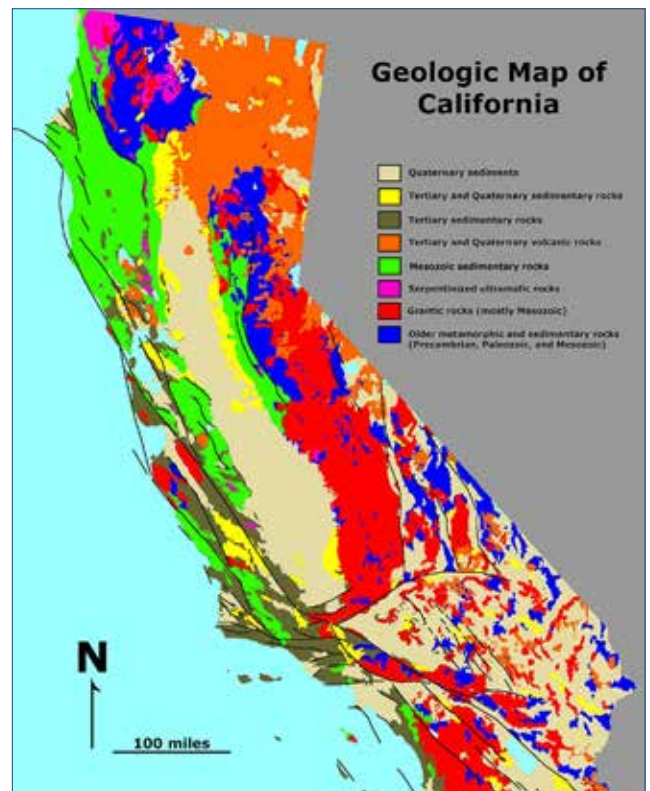 Geologic Map of
California
Quaternary sediments
Tertiary and Quaternary sedimentary rocks
Tertiary sedimentary rocks
Tertiary and Quaternary volcanic rocks
Mesozoic sedimentary rocks
Serpentinized ultramafic rocks
Granitic rocks (mostly Mesozoic)
Older metamorphic and sedimentary rocks
(Precambrian, Paleozoic, and Mesozoic)
N
100 miles